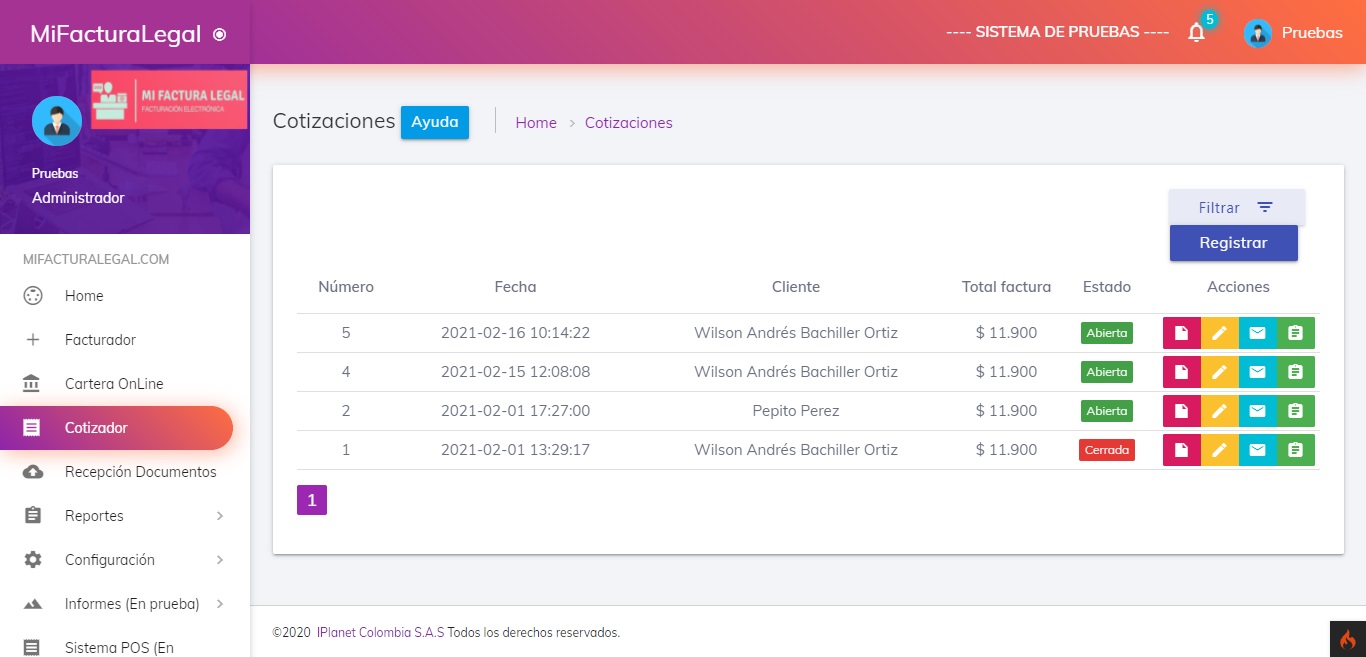 MiFacturaLegal
---- SISTEMA DE PRUEBAS ----
5
Pruebas
MI FACTURA LEGAL
FACTURACIÓN ELECTRÓNICA
Pruebas
Administrador
MIFACTURALEGAL.COM
Home
Facturador
Cartera OnLine
Cotizador
Recepción Documentos
Reportes
Configuración
Informes (En prueba)
Sistema POS (En
Cotizaciones Ayuda Home > Cotizaciones
Filtrar
Registrar
Número Fecha Cliente Total factura Estado Acciones
5 2021-02-16 10:14:22 Wilson Andrés Bachiller Ortiz $ 11.900 Abierta
4 2021-02-15 12:08:08 Wilson Andrés Bachiller Ortiz $ 11.900 Abierta
2 2021-02-01 17:27:00 Pepito Perez $ 11.900 Abierta
1 2021-02-01 13:29:17 Wilson Andrés Bachiller Ortiz $ 11.900 Cerrada
1
©2020 IPlanet Colombia S.A.S Todos los derechos reservados.